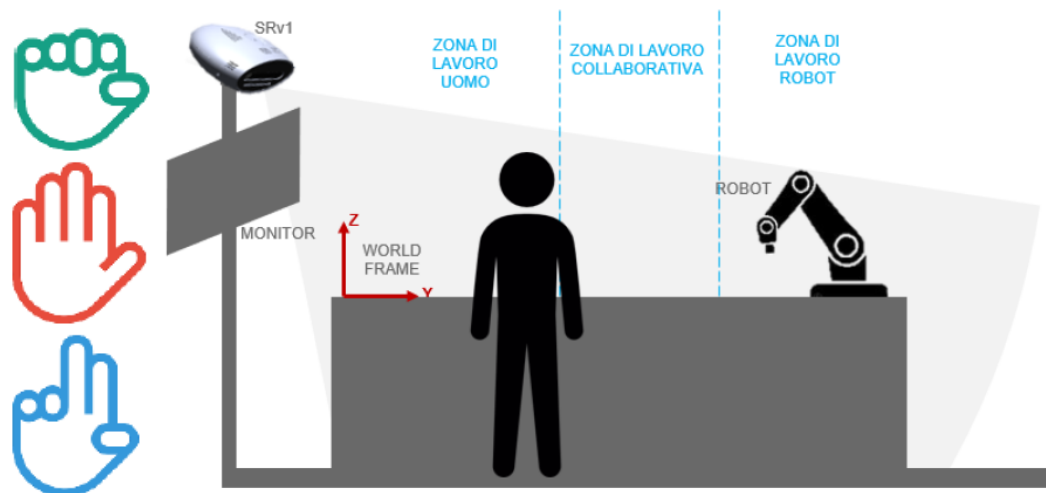 SRv1
ZONA DI
LAVORO
UOMO
ZONA DI LAVORO
COLLABORATIVA
ZONA DI
LAVORO
ROBOT
ROBOT
MONITOR
Z
WORLD
FRAME
Y